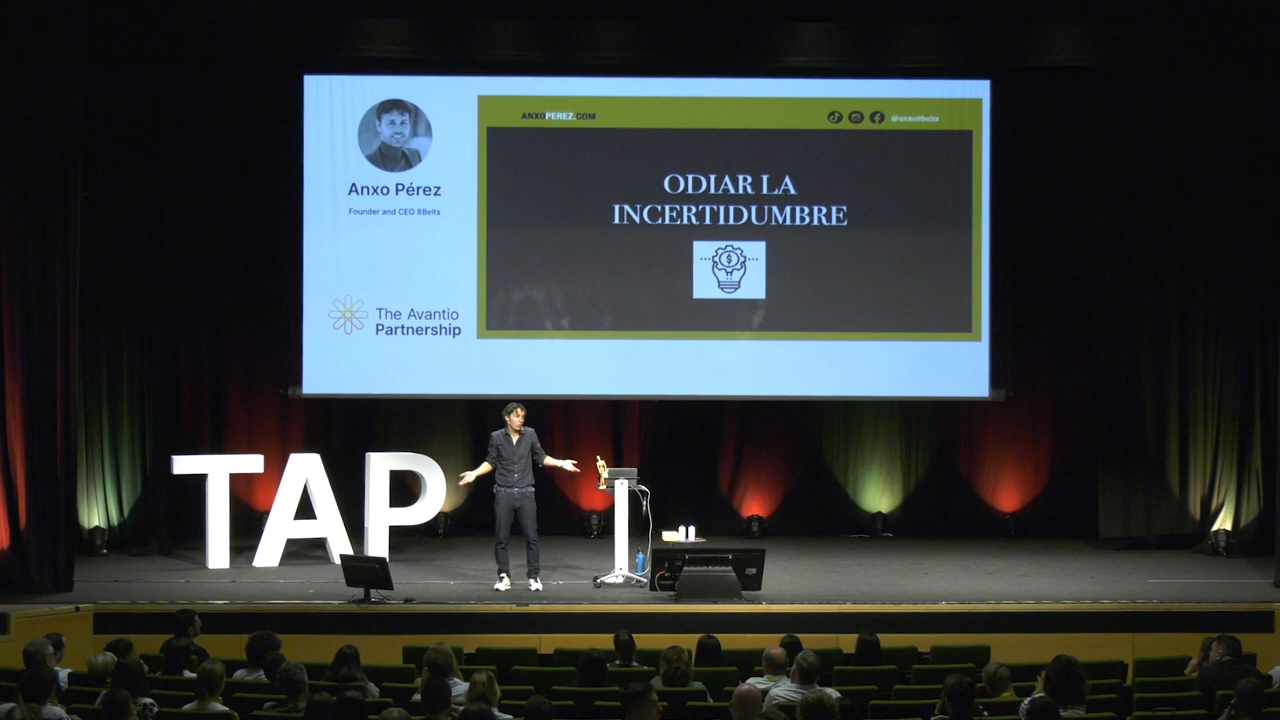 Anxo Pérez
Founder and CEO 8Belts
The Avantio
Partnership
ANXOPEREZ.COM
@anxo8belts
ODIAR LA
INCERTIDUMBRE
$
TAP